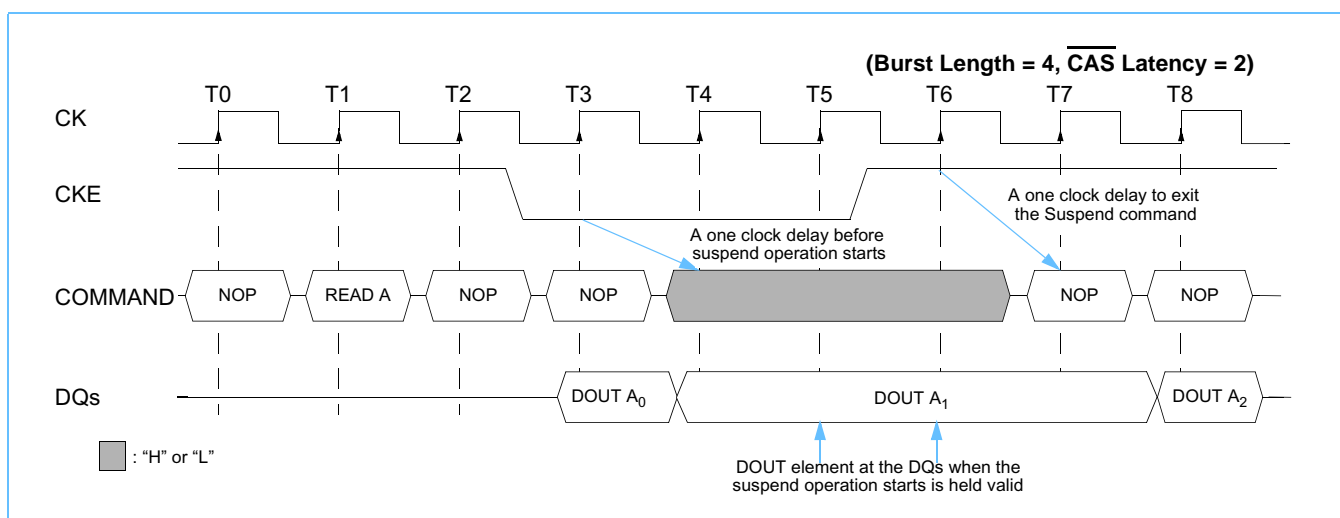 (Burst Length = 4, CAS Latency = 2)
T0 T1 T2 T3 T4 T5 T6 T7 T8
CK
CKE
A one clock delay to exit
the Suspend command
A one clock delay before
suspend operation starts
COMMAND NOP READ A NOP NOP NOP NOP
DQs DOUT A0 DOUT A1 DOUT A2
: “H” or “L”
DOUT element at the DQs when the
suspend operation starts is held valid